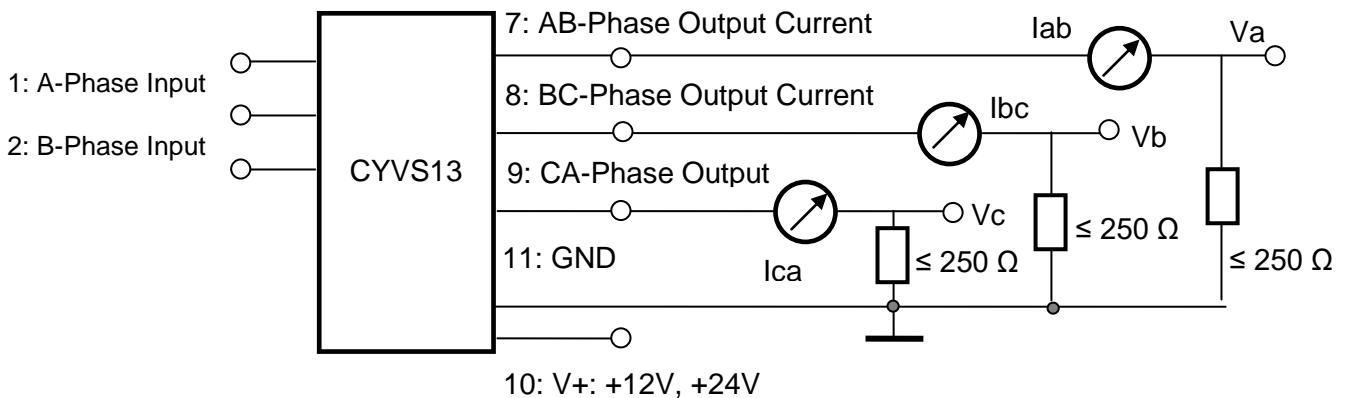 7: AB-Phase Output Current
Iab
Va
1: A-Phase Input
8: BC-Phase Output Current
Ibc
Vb
2: B-Phase Input
CYVS13
9: CA-Phase Output
Vc
≤ 250 Ω
11: GND
Ica
≤ 250 Ω
≤ 250 Ω
10: V+: +12V, +24V